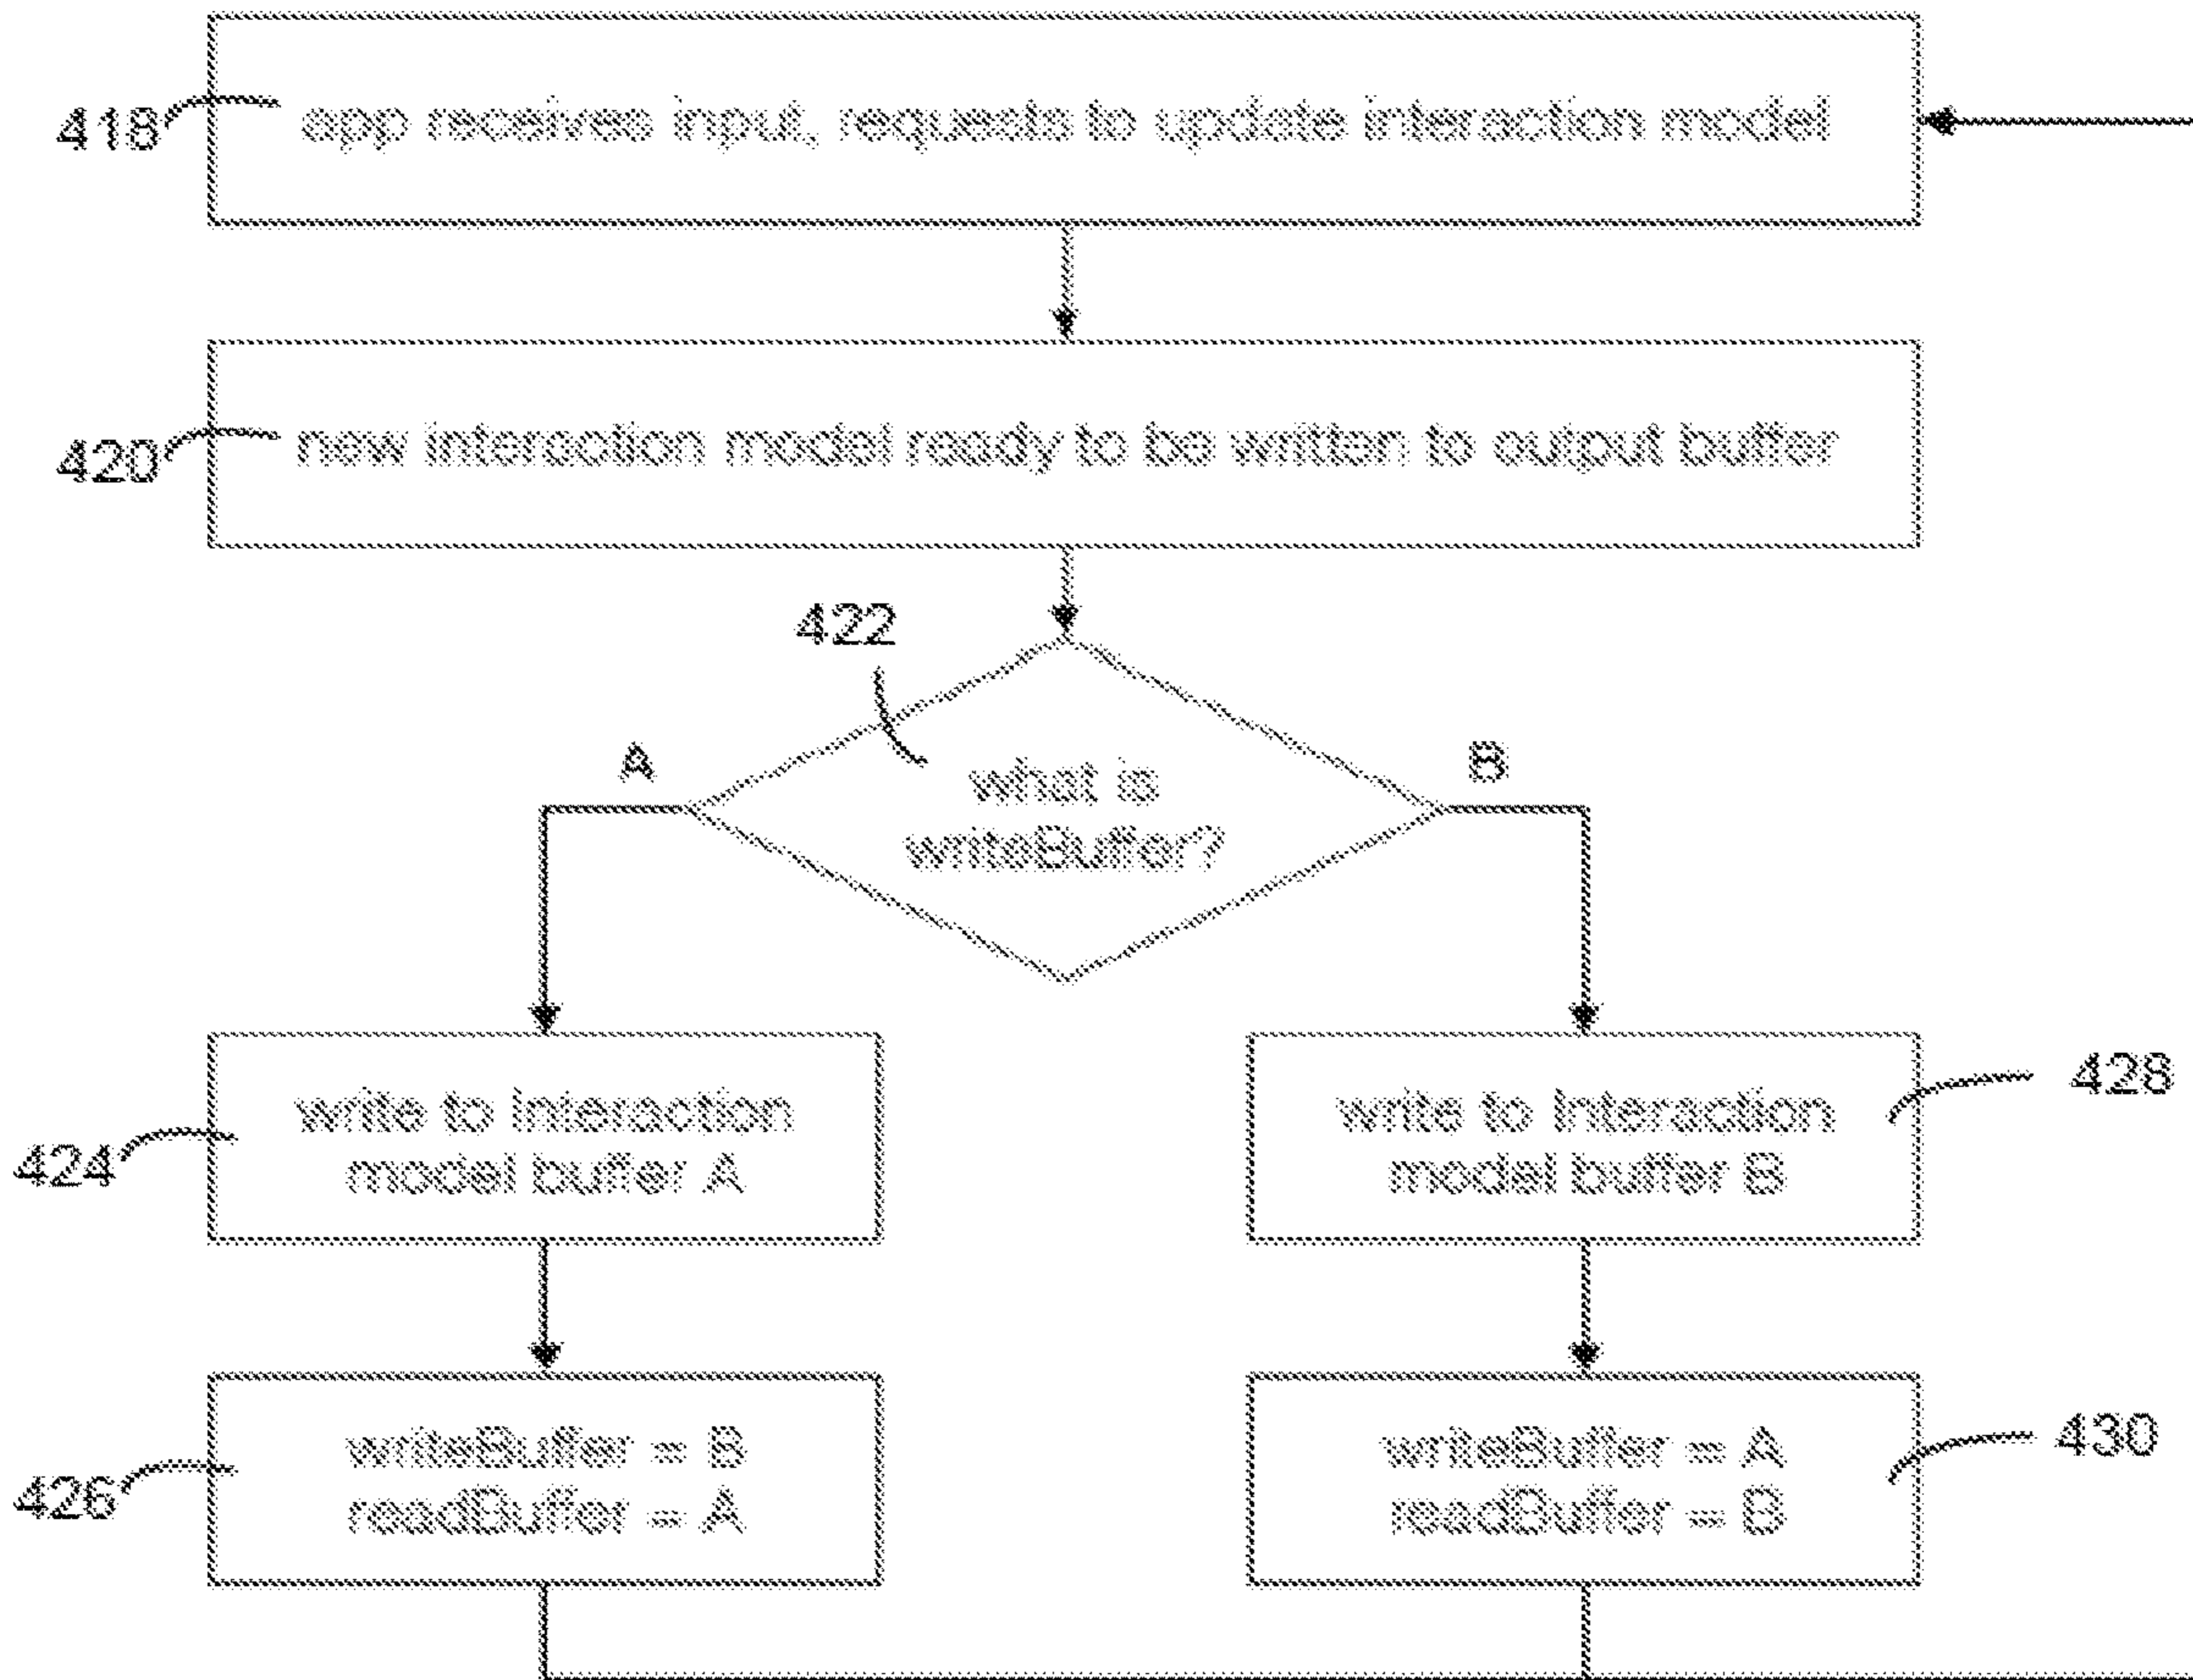 418
app receives input, requests to update interaction model
420
new interaction model ready to be written to output buffer
422
A
B
what is
writeBuffer?
424
write to interaction
model buffer A
428
write to interaction
model buffer B
426
writeBuffer = B
readBuffer = A
430
writeBuffer = A
readBuffer = B